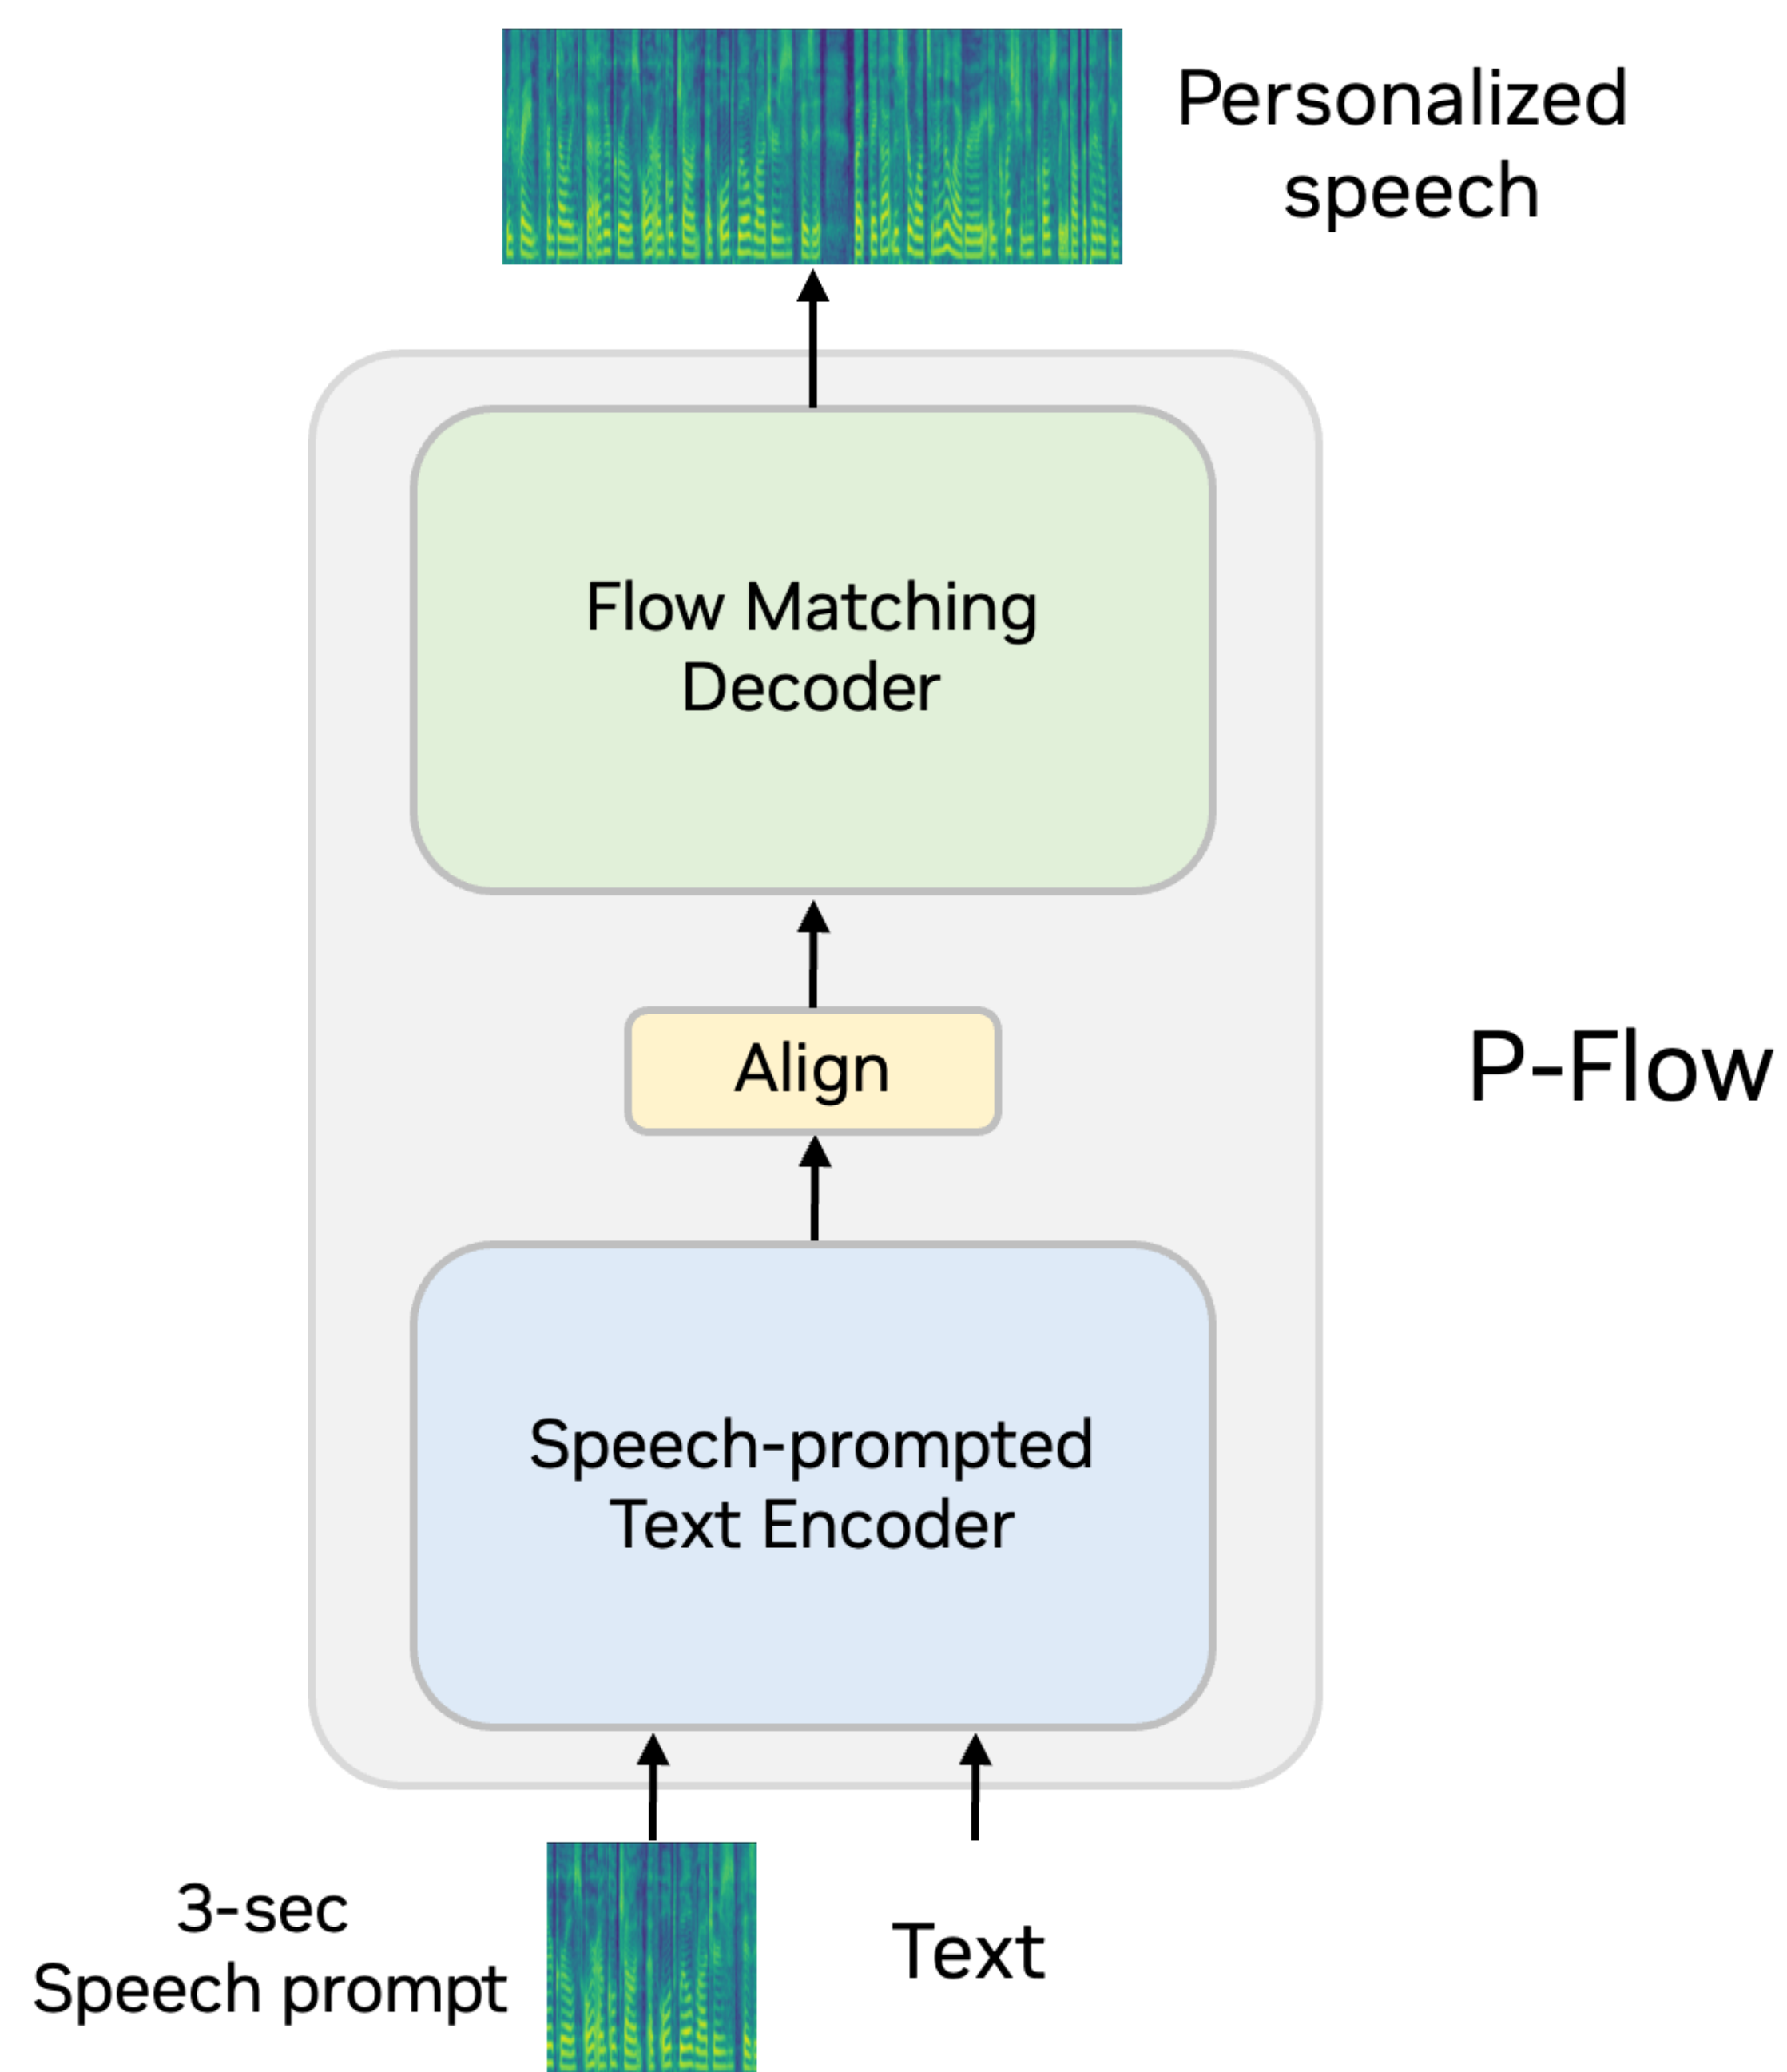 Personalized
speech
Flow Matching
Decoder
Align
P-Flow
Speech-prompted
Text Encoder
3-sec
Speech prompt
Text